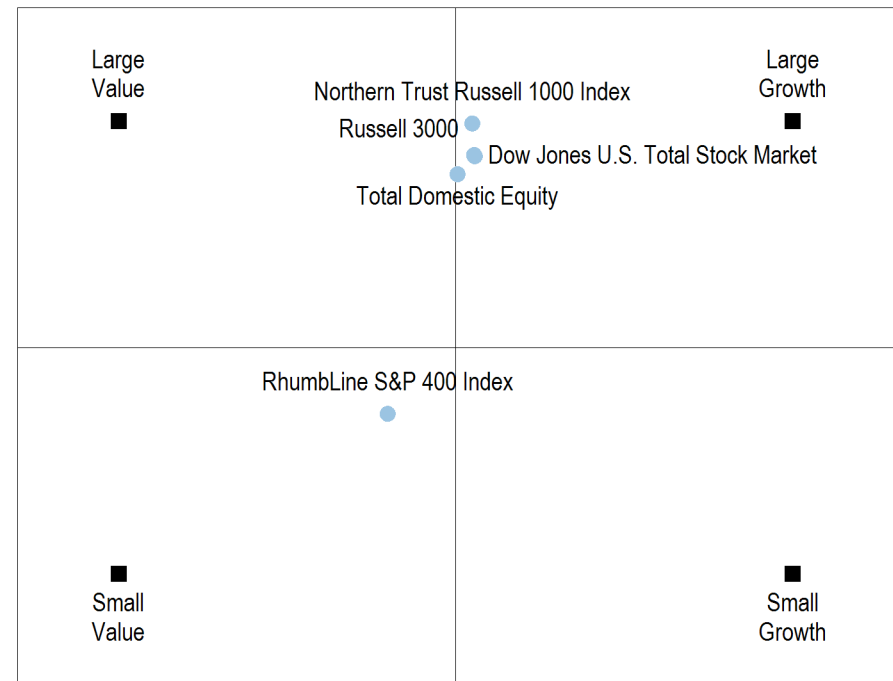 Large
Value
Large
Growth
Northern Trust Russell 1000 Index
Russell 3000
Dow Jones U.S. Total Stock Market
Total Domestic Equity
RhumbLine S&P 400 Index
Small
Value
Small
Growth